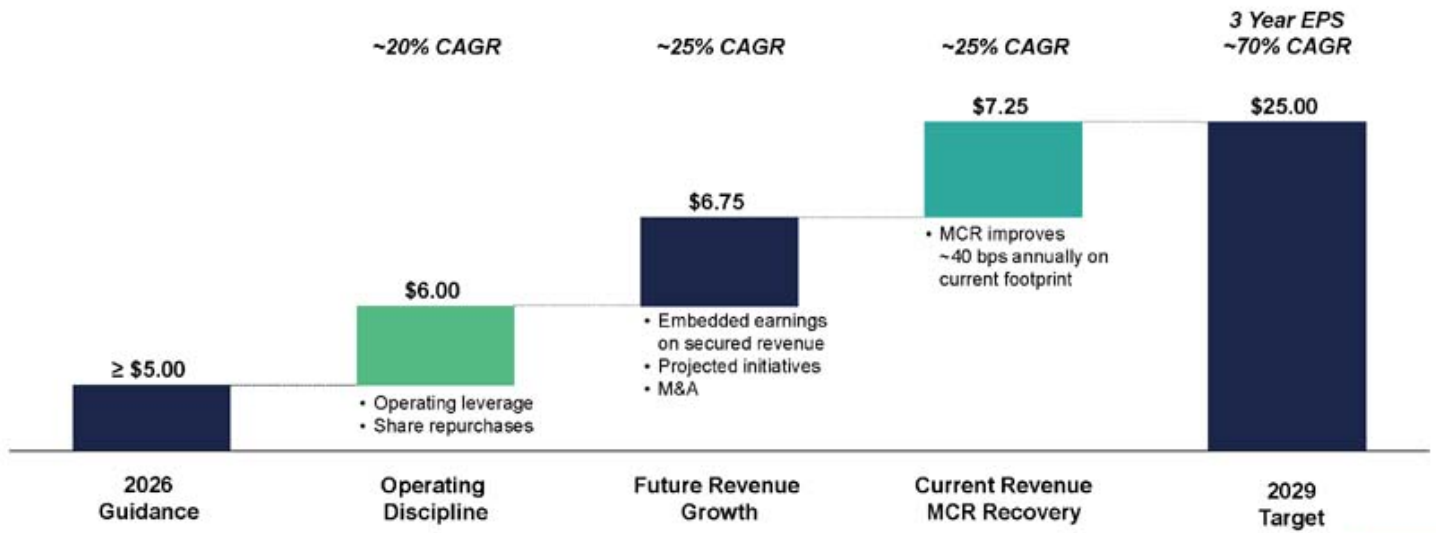 ~20% CAGR
~25% CAGR
~25% CAGR
3 Year EPS
~70% CAGR
≥ $5.00
$6.00
$6.75
$7.25
$25.00
• Operating leverage
• Share repurchases
• Embedded earnings
on secured revenue
• Projected initiatives
• M&A
• MCR improves
~40 bps annually on
current footprint
2026
Guidance
Operating
Discipline
Future Revenue
Growth
Current Revenue
MCR Recovery
2029
Target